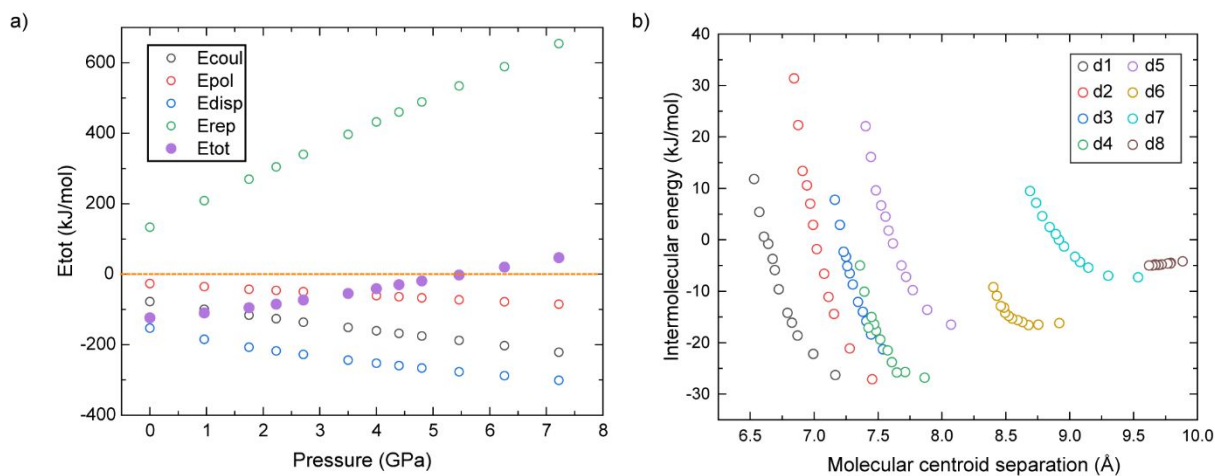 a)
Etot (kJ/mol)
600
400
200
0
-200
-400
Ecoul
Epol
Edisp
Erep
Etot
0 1 2 3 4 5 6 7 8
Pressure (GPa)
b)
Intermolecular energy (kJ/mol)
40
30
20
10
0
-10
-20
-30
d1 d5
d2 d6
d3 d7
d4 d8
6.5 7.0 7.5 8.0 8.5 9.0 9.5 10.0
Molecular centroid separation (Å)